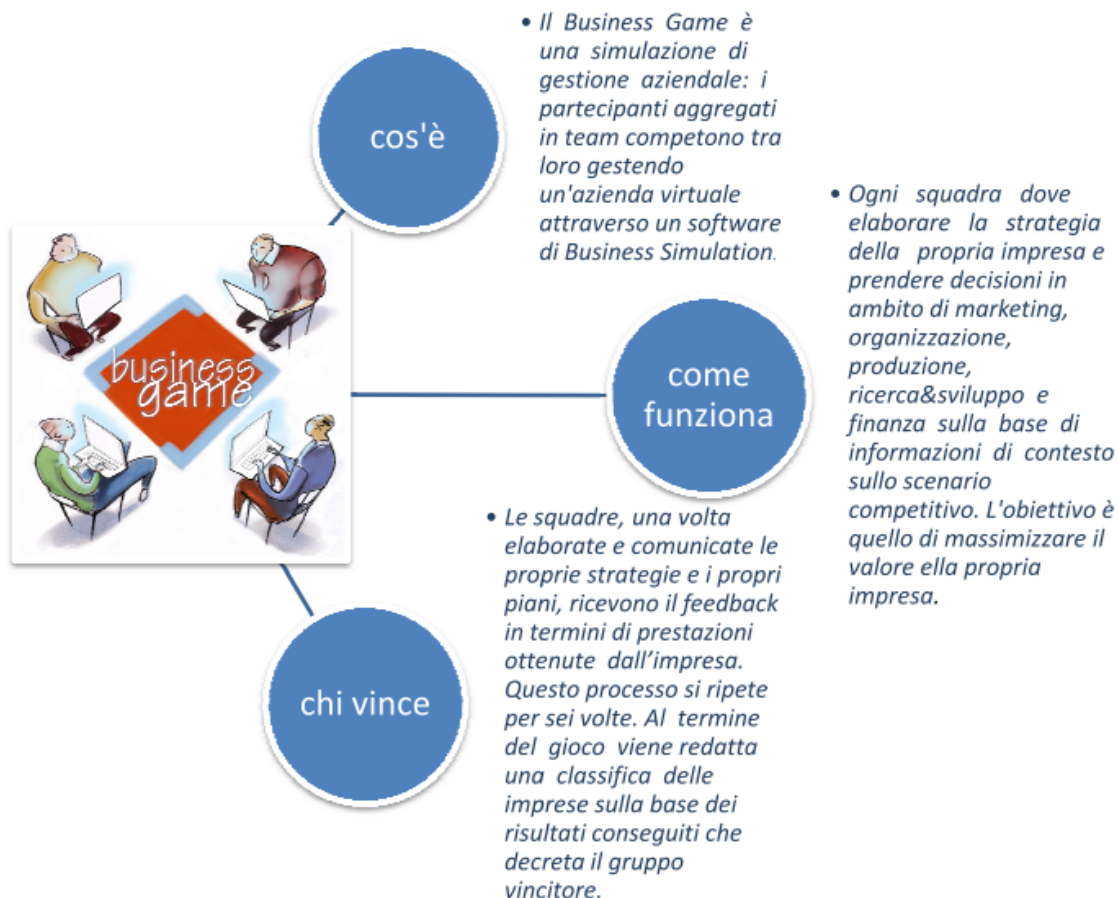 business
game
cos'è
• Il Business Game è
una simulazione di
gestione aziendale: i
partecipanti aggregati
in team competono tra
loro gestendo
un'azienda virtuale
attraverso un software
di Business Simulation.
come
funziona
• Ogni squadra dove
elaborare la strategia
della propria impresa e
prendere decisioni in
ambito di marketing,
organizzazione,
produzione,
ricerca&sviluppo e
finanza sulla base di
informazioni di contesto
sullo scenario
competitivo. L'obiettivo è
quello di massimizzare il
valore ella propria
impresa.
chi vince
• Le squadre, una volta
elaborate e comunicate le
proprie strategie e i propri
piani, ricevono il feedback
in termini di prestazioni
ottenute dall’impresa.
Questo processo si ripete
per sei volte. Al termine
del gioco viene redatta
una classifica delle
imprese sulla base dei
risultati conseguiti che
decreta il gruppo
vincitore.